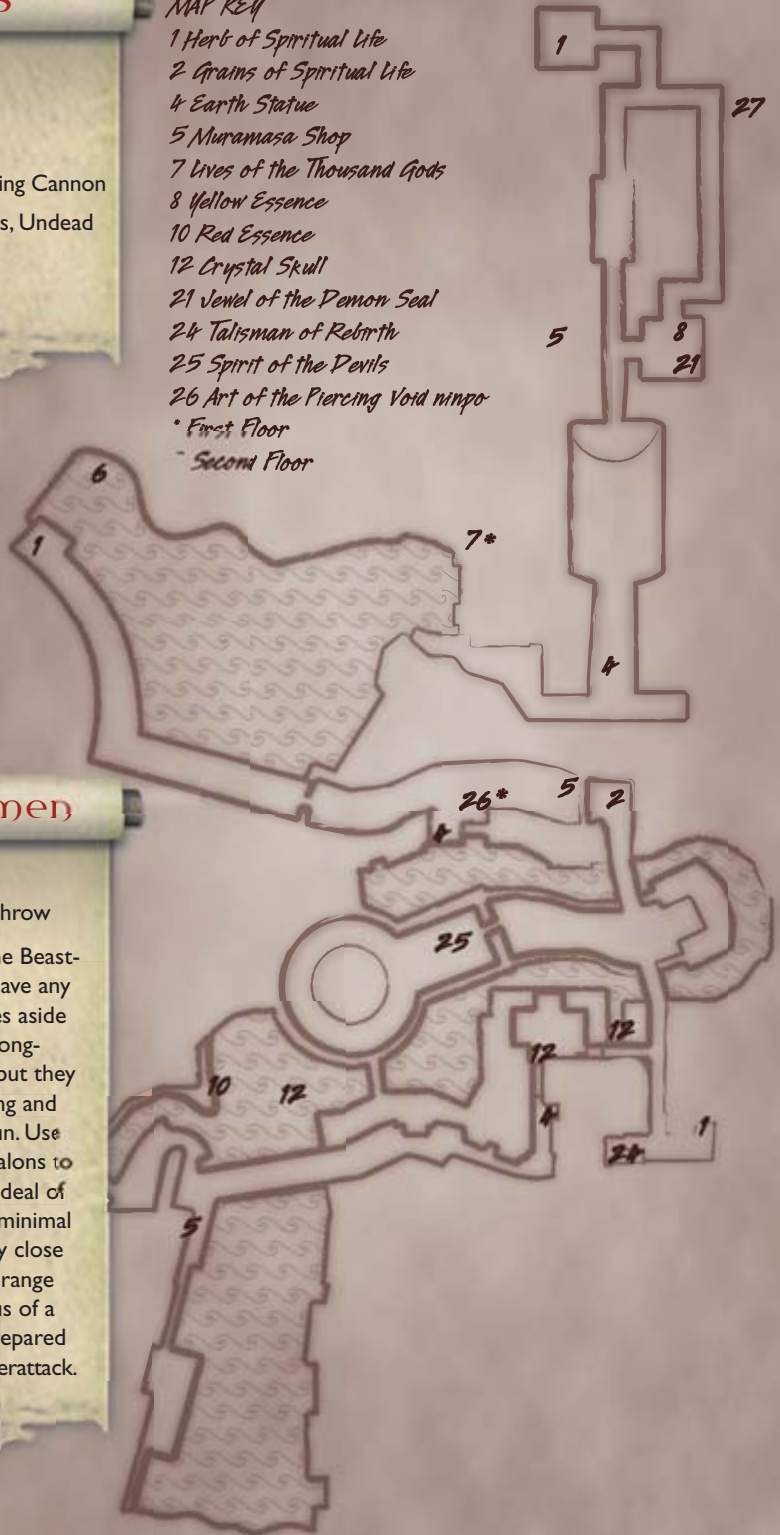 s
ing Cannon
s, Undead
MAP KEY
1 Herb of Spiritual Life
2 Grains of Spiritual Life
4 Earth Statue
5 Muramasa Shop
7 Lives of the Thousand Gods
8 Yellow Essence
10 Red Essence
12 Crystal Skull
21 Jewel of the Demon Seal
24 Talisman of Rebirth
25 Spirit of the Devils
26 Art of the Piercing Void ninpo
* First Floor
Second Floor
1
27
5
8
21
6
1
7*
4
26*
5
2
4
25
12
12
10
12
4
1
24
5
men
hrow
ne Beast-
ave any
es aside
ong-
out they
ng and
un. Use
alons to
deal of
minimal
y close
range
us of a
epared
erattack.